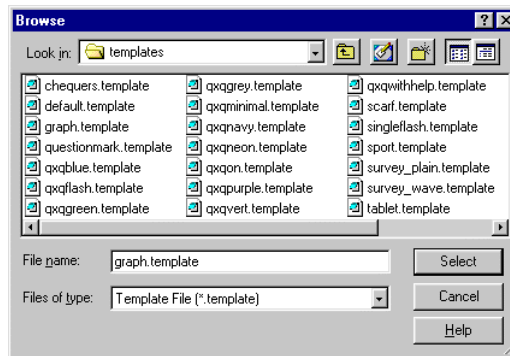 Browse
Look in: templates
chequers.template qxqgrey.template qxqwithhelp.template
default.template qxqminimal.template scarf.template
graph.template qxqnavy.template singleflash.template
questionmark.template qxqneon.template sport.template
qxqblue.template qxqon.template survey_plain.template
qxqflash.template qxqpurple.template survey_wave.template
qxqgreen.template qxqvert.template tablet.template
File name: graph.template Select
Files of type: Template File (*.template) Cancel
Help